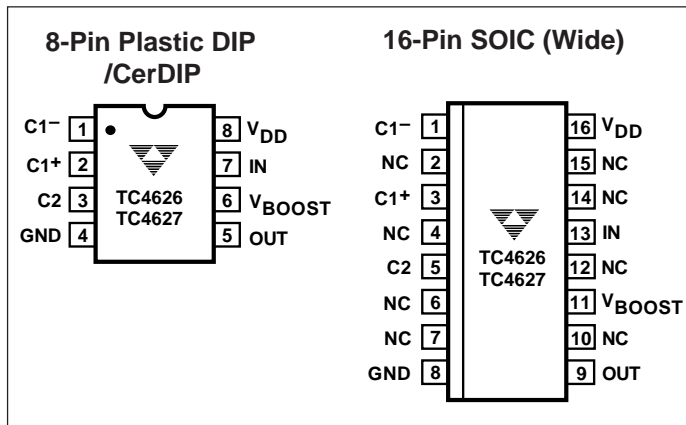 8-Pin Plastic DIP
/CerDIP
C1– 1
C1+ 2
C2 3
GND 4
8 VDD
7 IN
6 VBOOST
5 OUT
TC4626
TC4627
16-Pin SOIC (Wide)
C1– 1
NC 2
C1+ 3
NC 4
C2 5
NC 6
NC 7
GND 8
16 VDD
15 NC
14 NC
13 IN
12 NC
11 VBOOST
10 NC
9 OUT
TC4626
TC4627